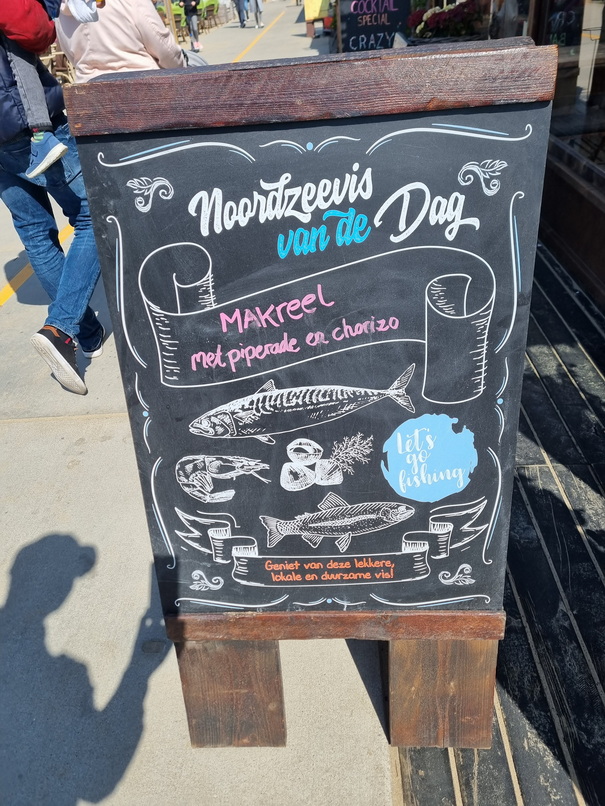 COCKTAIL
SPECIAL
CRAZY
Noordzeevis
van de Dag
MAKREEL
met piperade en chorizo
Let's
go
fishing
Geniet van deze lekkere,
lokale en duurzame vis!